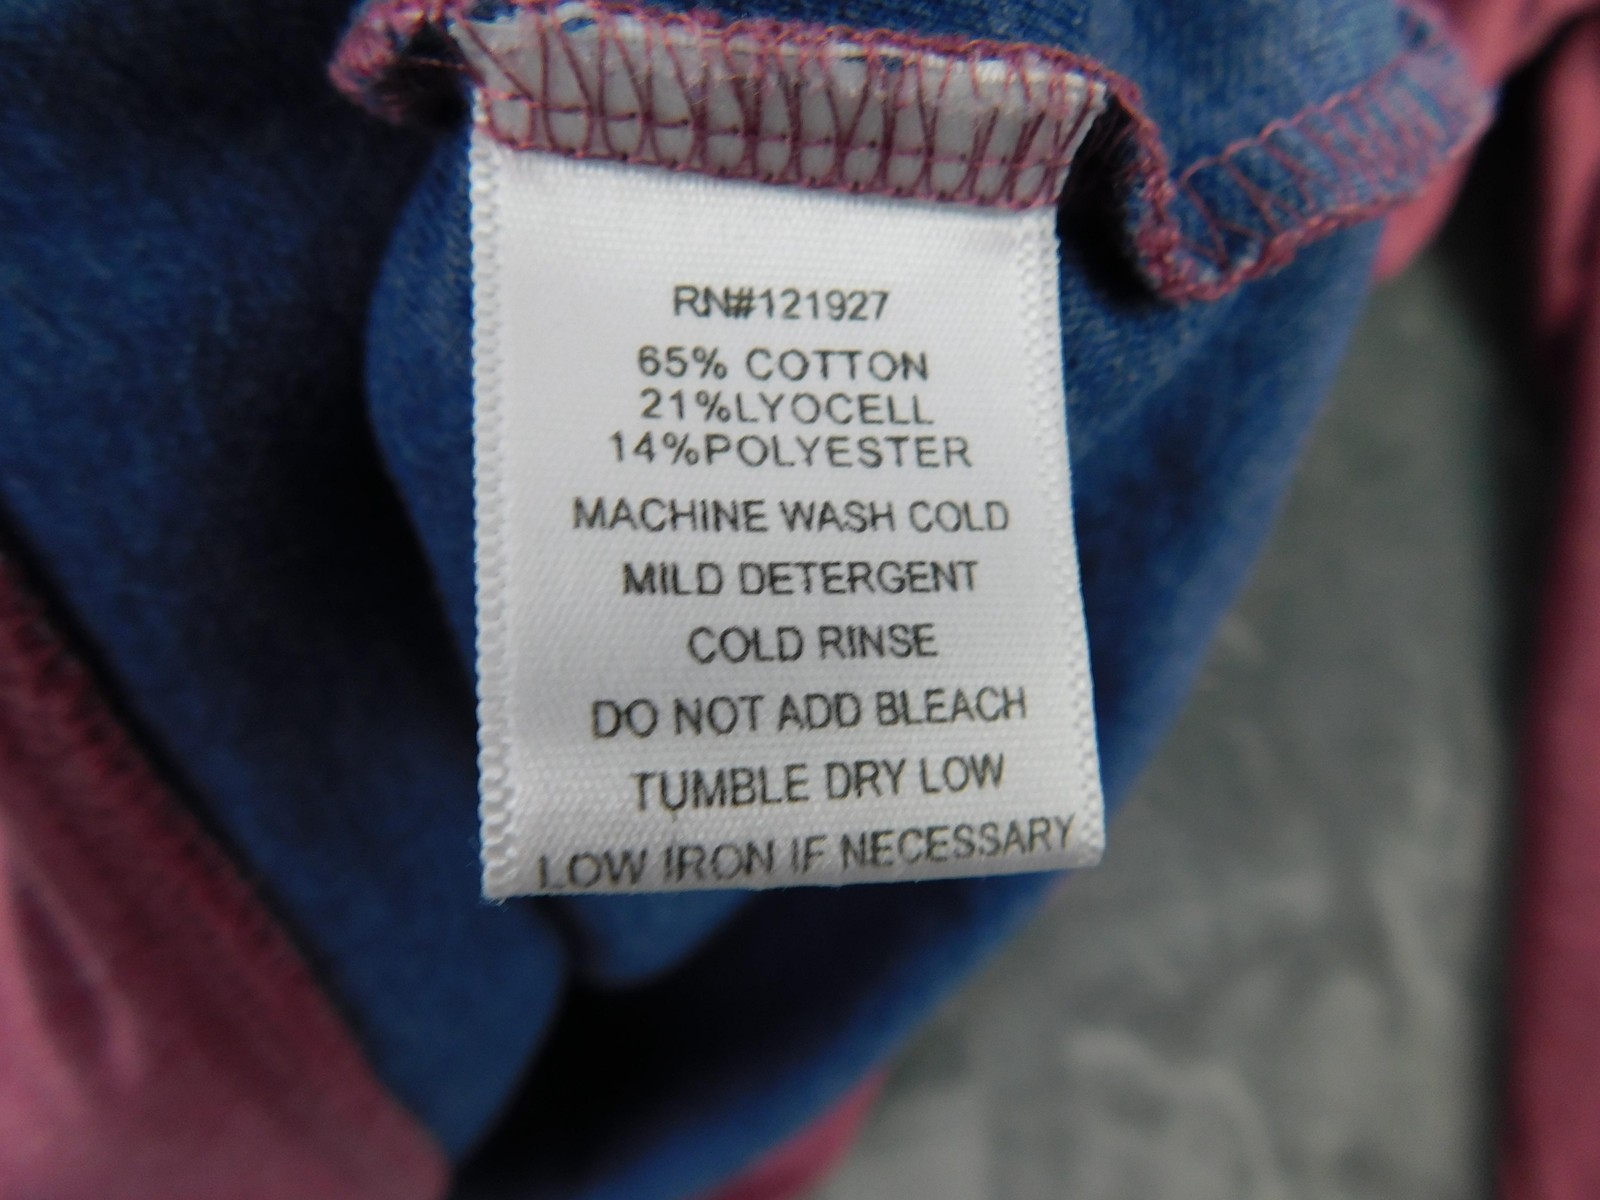 RN#121927
65% COTTON
21%LYOCELL
14%POLYESTER
MACHINE WASH COLD
MILD DETERGENT
COLD RINSE
DO NOT ADD BLEACH
TUMBLE DRY LOW
LOW IRON IF NECESSARY